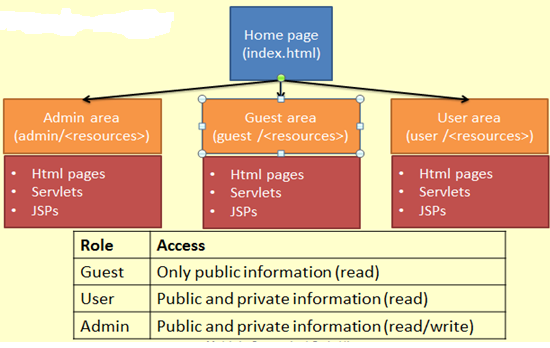 Home page
(index.html)
Admin area
(admin/<resources>)
Guest area
(guest /<resources>)
User area
(user /<resources>)
• Html pages
• Servlets
• JSPs
• Html pages
• Servlets
• JSPs
• Html pages
• Servlets
• JSPs
Role Access
Guest Only public information (read)
User Public and private information (read)
Admin Public and private information (read/write)